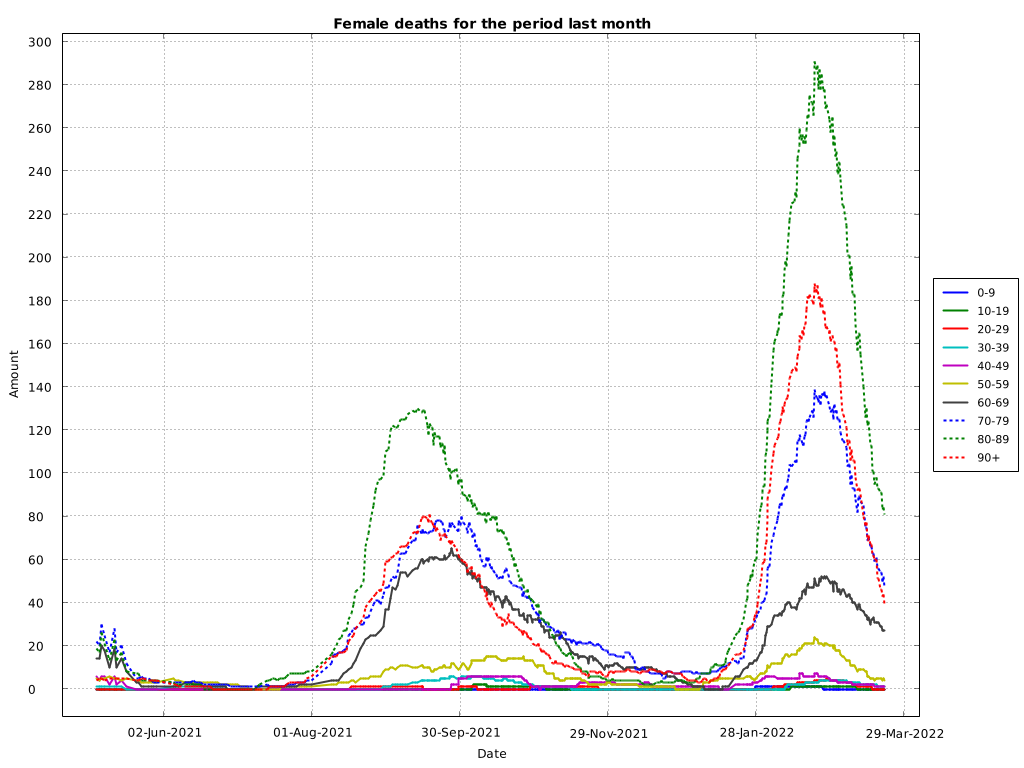 Female deaths for the period last month
300
280
260
240
220
200
180
160
140
120
100
80
60
40
20
0
Amount
02-Jun-2021
01-Aug-2021
30-Sep-2021
29-Nov-2021
28-Jan-2022
29-Mar-2022
Date
0-9
10-19
20-29
30-39
40-49
50-59
60-69
70-79
80-89
90+